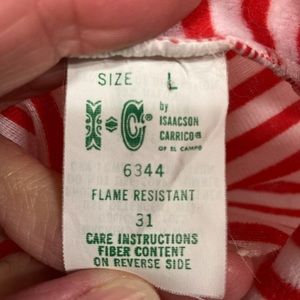 SIZE L
I-C®
by
ISAACSON
CARRICO®
OF EL CAMPO
6344
FLAME RESISTANT
31
CARE INSTRUCTIONS
FIBER CONTENT
ON REVERSE SIDE